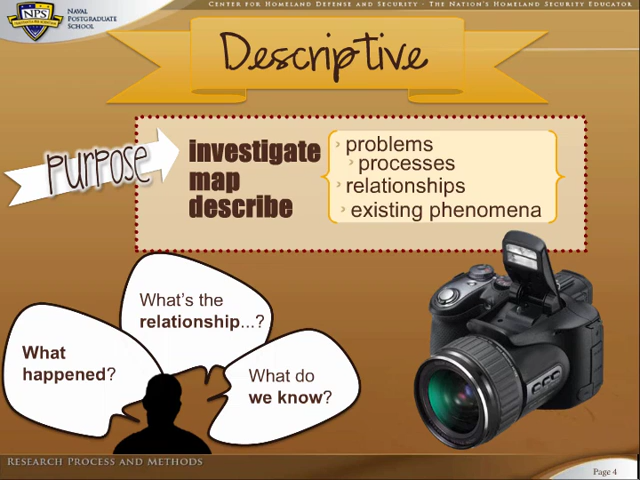 CENTER FOR HOMELAND DEFENSE AND SECURITY · THE NATION'S HOMELAND SECURITY EDUCATOR
NPS
NAVAL
POSTGRADUATE
SCHOOL
Descriptive
purpose
investigate
map
describe
problems
processes
relationships
existing phenomena
What's the
relationship...?
What
happened?
What do
we know?
RESEARCH PROCESS AND METHODS
Page 4